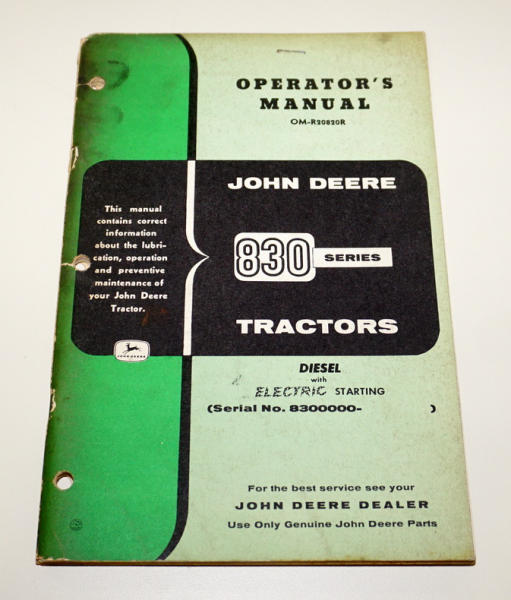 OPERATOR'S
MANUAL
OM-R20820R
JOHN DEERE
830 SERIES
TRACTORS
This manual
contains correct
information
about the lubri-
cation, operation
and preventive
maintenance of
your John Deere
Tractor.
JOHN DEERE
DIESEL
with
ELECTRIC STARTING
(Serial No. 8300000- )
For the best service see your
JOHN DEERE DEALER
Use Only Genuine John Deere Parts